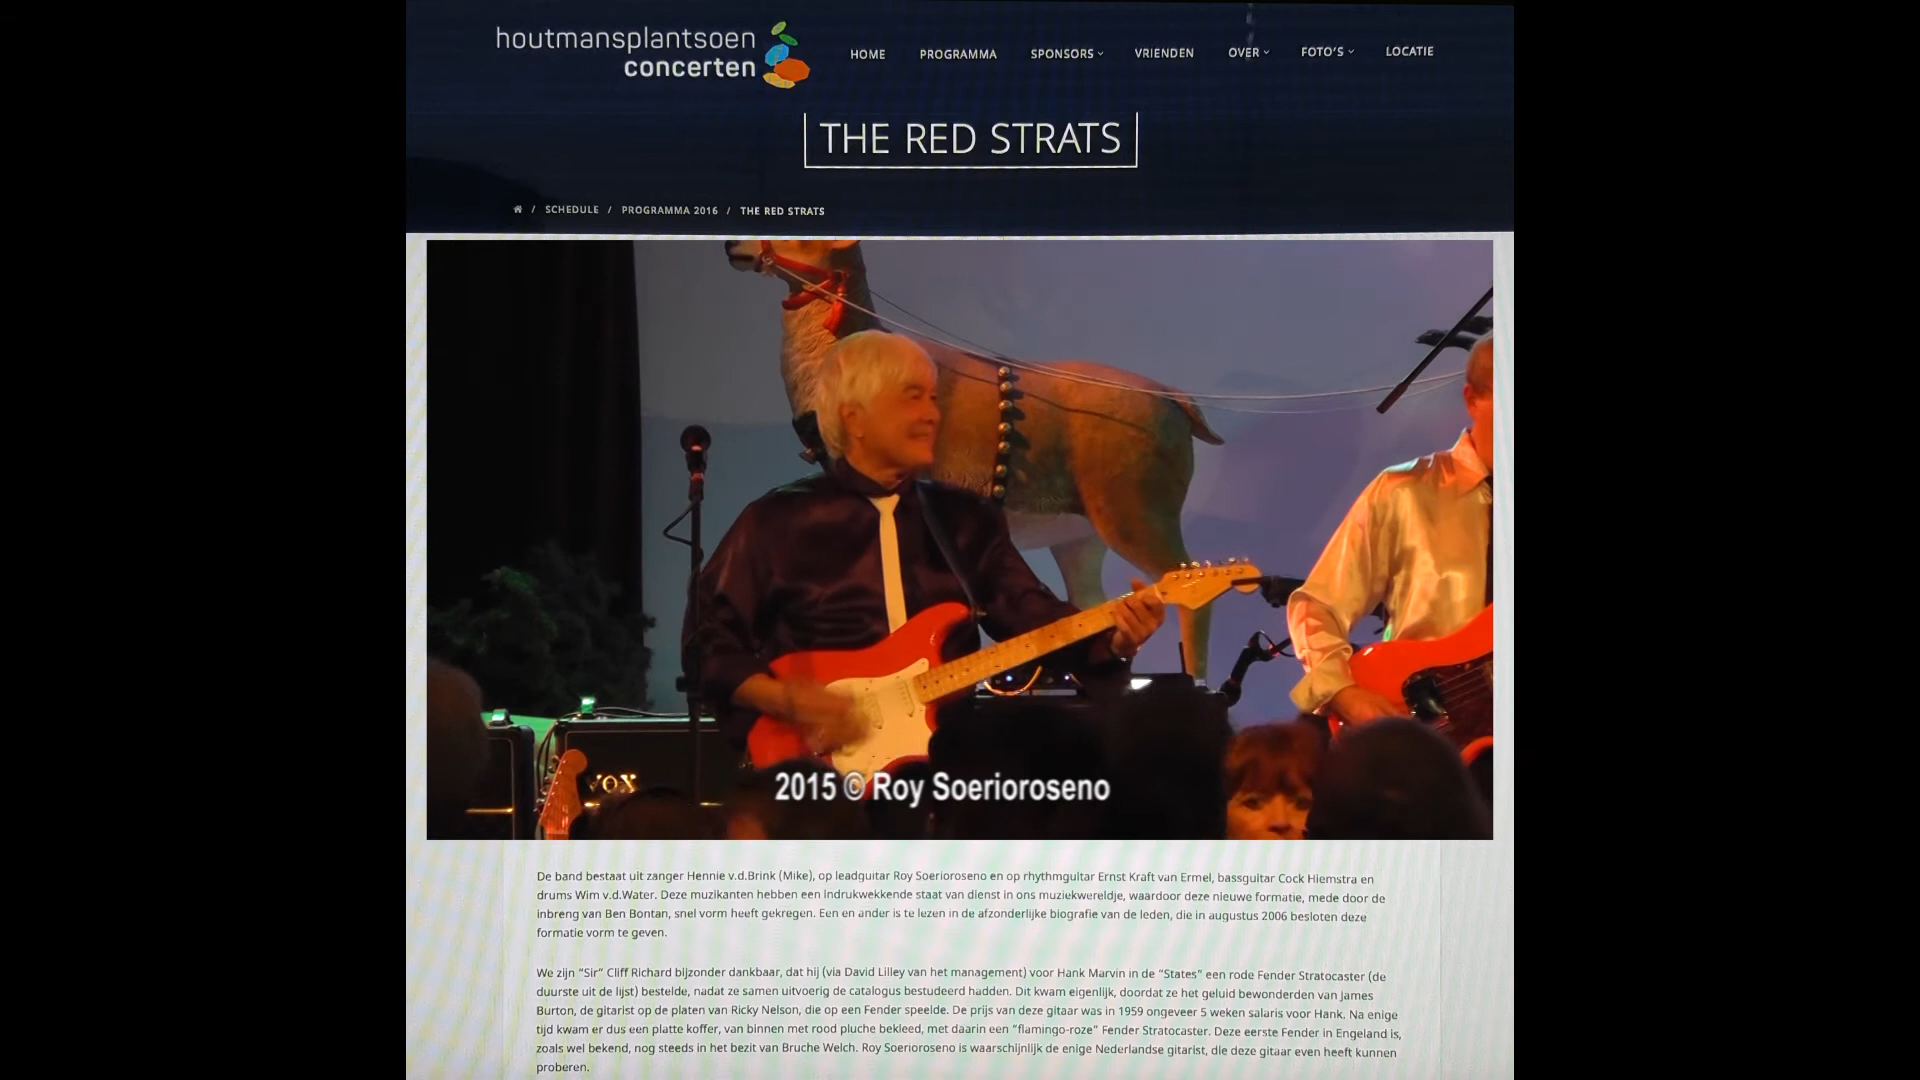 houtmansplantsoen
concerten
HOME PROGRAMMA SPONSORS VRIENDEN OVER FOTO'S LOCATIE
THE RED STRATS
/ SCHEDULE / PROGRAMMA 2016 / THE RED STRATS
VOX
2015 © Roy Soerioroseno
De band bestaat uit zanger Hennie v.d.Brink (Mike), op leadguitar Roy Soerioroseno en op rhythmguitar Ernst Kraft van Ermel, bassguitar Cock Hiemstra en
drums Wim v.d.Water. Deze muzikanten hebben een indrukwekkende staat van dienst in ons muziekwereldje, waardoor deze nieuwe formatie, mede door de
inbreng van Ben Bontan, snel vorm heeft gekregen. Een en ander is te lezen in de afzonderlijke biografie van de leden, die in augustus 2006 besloten deze
formatie vorm te geven.
We zijn "Sir" Cliff Richard bijzonder dankbaar, dat hij (via David Lilley van het management) voor Hank Marvin in de "States" een rode Fender Stratocaster (de
duurste uit de lijst) bestelde, nadat ze samen uitvoerig de catalogus bestudeerd hadden. Dit kwam eigenlijk, doordat ze het geluid bewonderden van James
Burton, de gitarist op de platen van Ricky Nelson, die op een Fender speelde. De prijs van deze gitaar was in 1959 ongeveer 5 weken salaris voor Hank. Na enige
tijd kwam er dus een platte koffer, van binnen met rood pluche bekleed, met daarin een "flamingo-roze" Fender Stratocaster. Deze eerste Fender in Engeland is,
zoals wel bekend, nog steeds in het bezit van Bruche Welch. Roy Soerioroseno is waarschijnlijk de enige Nederlandse gitarist, die deze gitaar even heeft kunnen
proberen.